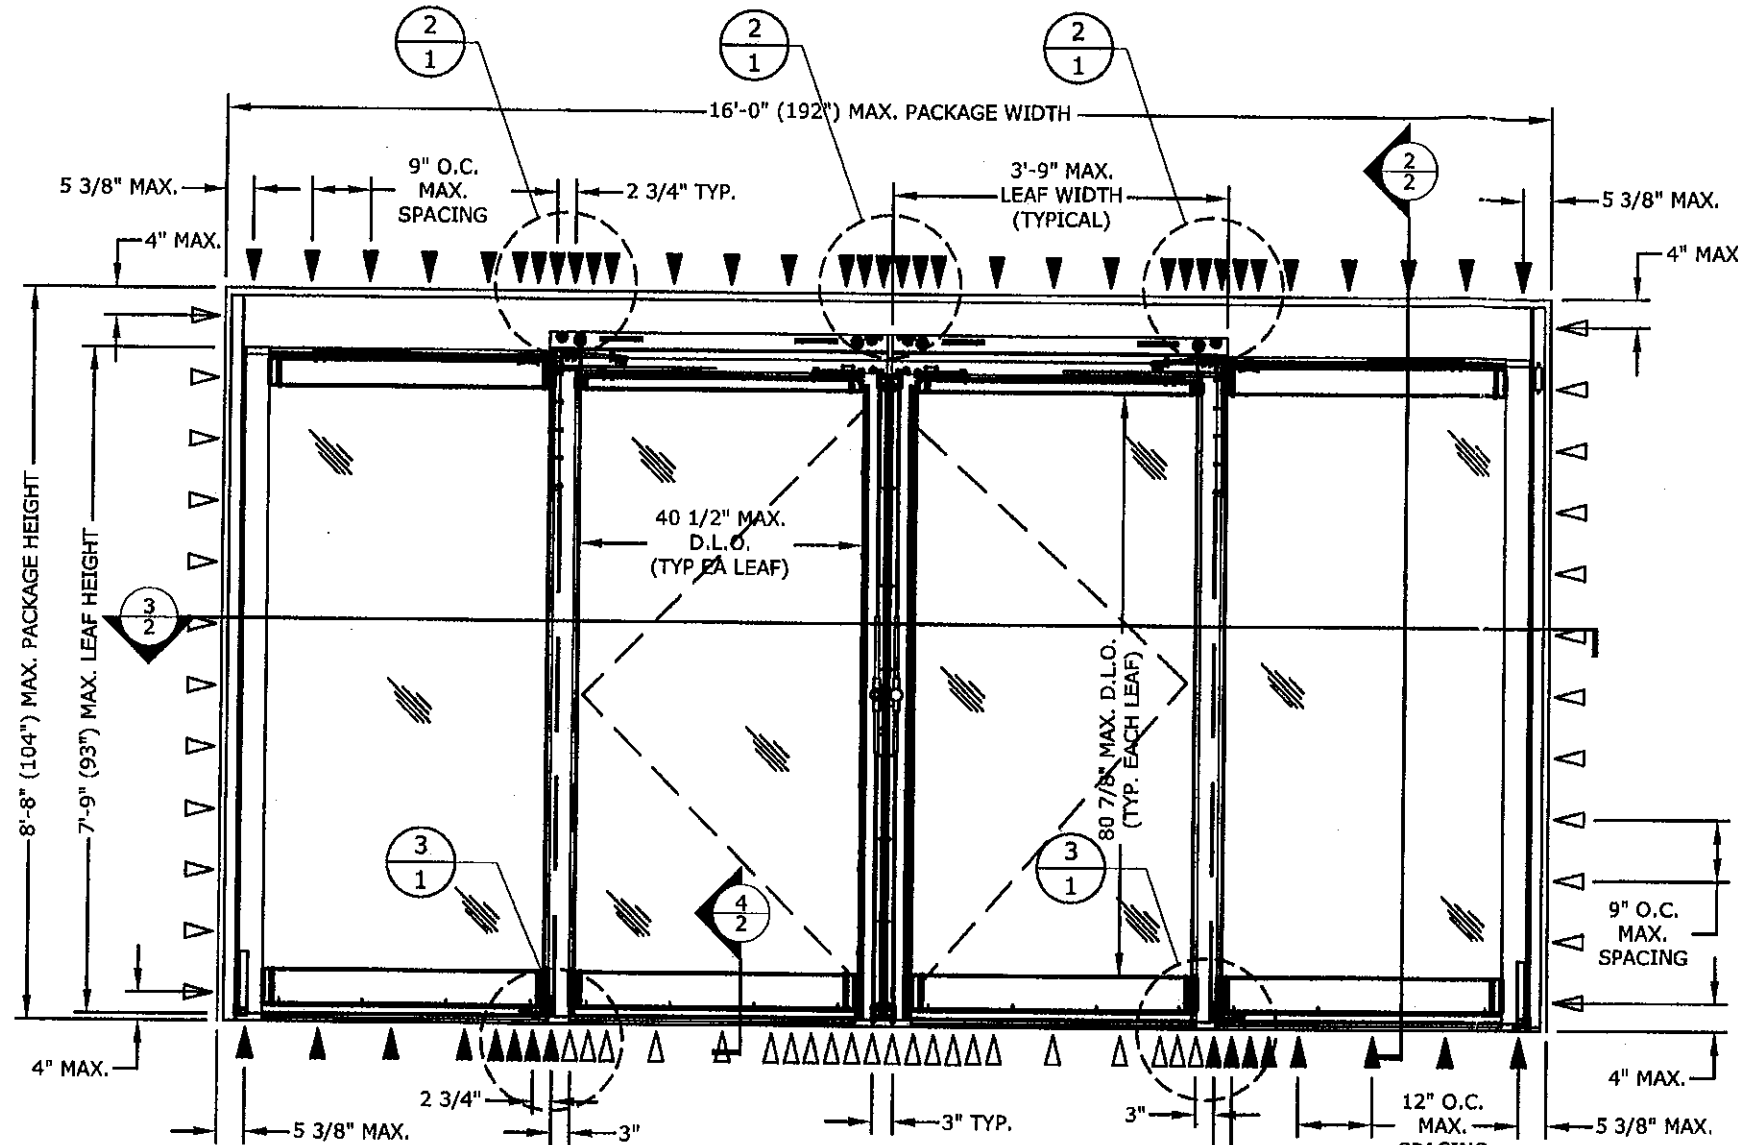 2
1
2
1
2
1
16'-0" (192") MAX. PACKAGE WIDTH
5 3/8" MAX.
9" O.C.
MAX.
SPACING
2 3/4" TYP.
3'-9" MAX.
LEAF WIDTH
(TYPICAL)
2
2
5 3/8" MAX.
4" MAX.
4" MAX
8'-8" (104") MAX. PACKAGE HEIGHT
7'-9" (93") MAX. LEAF HEIGHT
40 1/2" MAX.
D.L.O.
(TYP EA LEAF)
3
2
80 7/8" MAX. D.L.O.
(TYP. EACH LEAF)
3
1
3
1
4
2
9" O.C.
MAX.
SPACING
4" MAX.
2 3/4"
5 3/8" MAX.
3"
3" TYP.
3"
12" O.C.
MAX.
SPACING
4" MAX.
5 3/8" MAX.